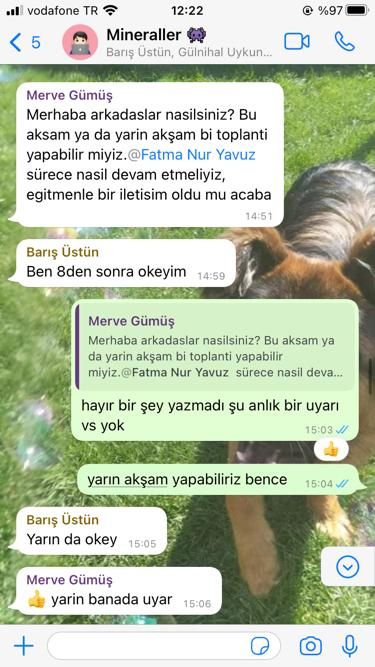 vodafone TR
12:22
%97
5
Mineraller
Barış Üstün, Gülnihal Uykun...
Merve Gümüş
Merhaba arkadaslar nasilsiniz? Bu
aksam ya da yarin akşam bi toplanti
yapabilir miyiz.@Fatma Nur Yavuz
sürece nasil devam etmeliyiz,
egitmenle bir iletisim oldu mu acaba
14:51
Barış Üstün
Ben 8den sonra okeyim 14:59
Merve Gümüş
Merhaba arkadaslar nasilsiniz? Bu aksam ya
da yarin akşam bi toplanti yapabilir
miyiz.@Fatma Nur Yavuz sürece nasil deva...
hayır bir şey yazmadı şu anlık bir uyarı
vs yok
15:03
yarın akşam yapabiliriz bence 15:04
Barış Üstün
Yarın da okey 15:05
Merve Gümüş
👍 yarin banada uyar 15:06